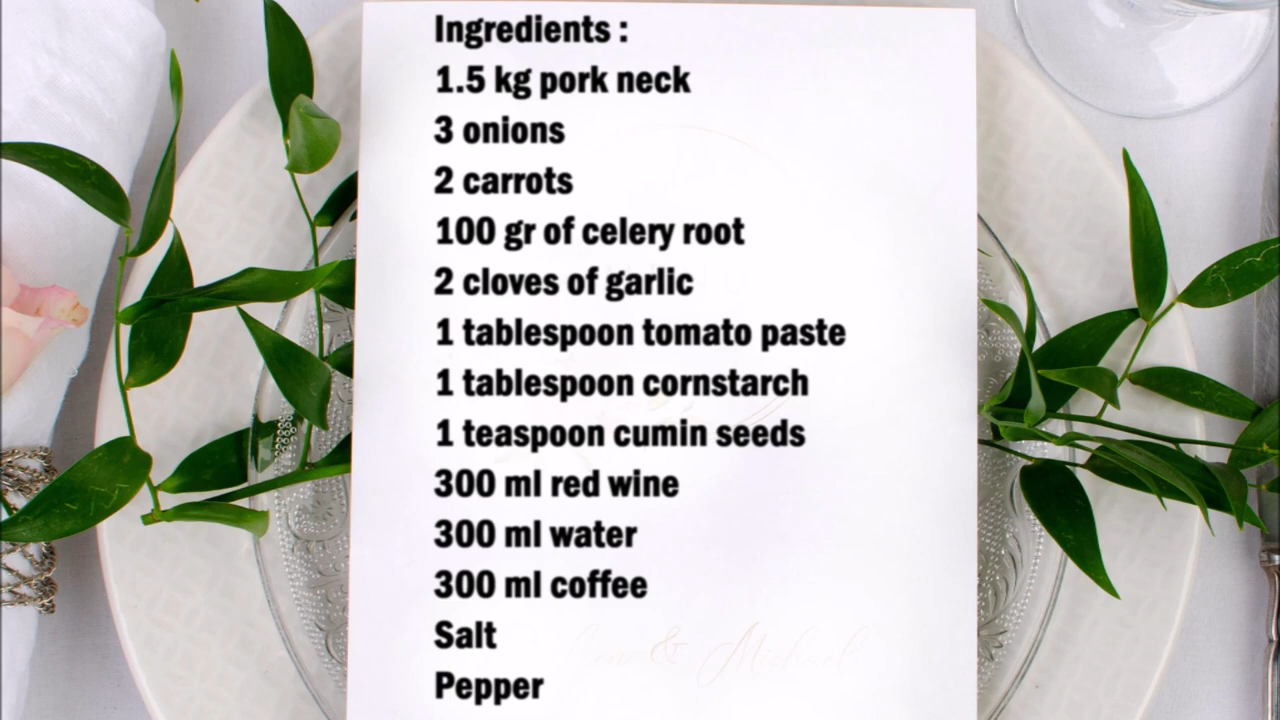 Ingredients :
1.5 kg pork neck
3 onions
2 carrots
100 gr of celery root
2 cloves of garlic
1 tablespoon tomato paste
1 tablespoon cornstarch
1 teaspoon cumin seeds
300 ml red wine
300 ml water
300 ml coffee
Salt
Pepper
& Michael